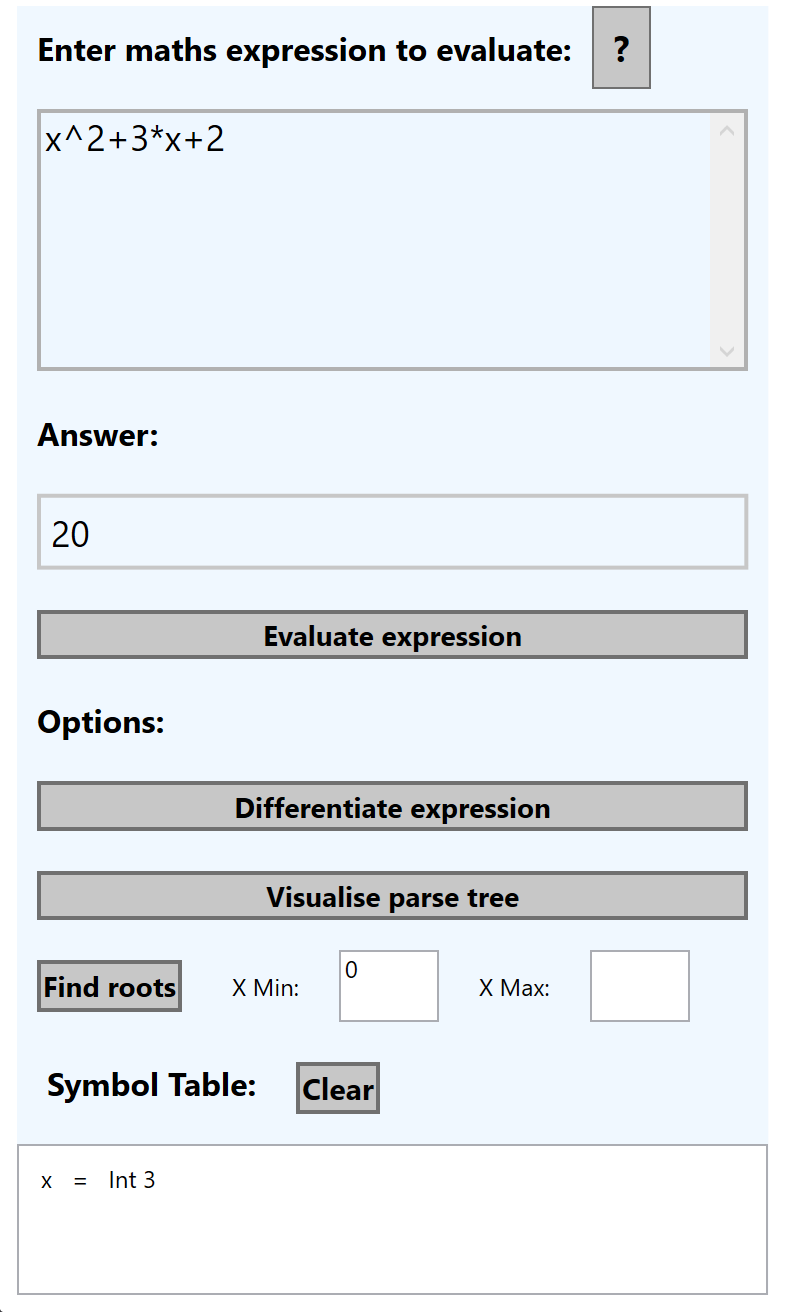 Enter maths expression to evaluate: ?
x^2+3*x+2
Answer:
20
Evaluate expression
Options:
Differentiate expression
Visualise parse tree
Find roots X Min: 0 X Max:
Symbol Table: Clear
x = Int 3